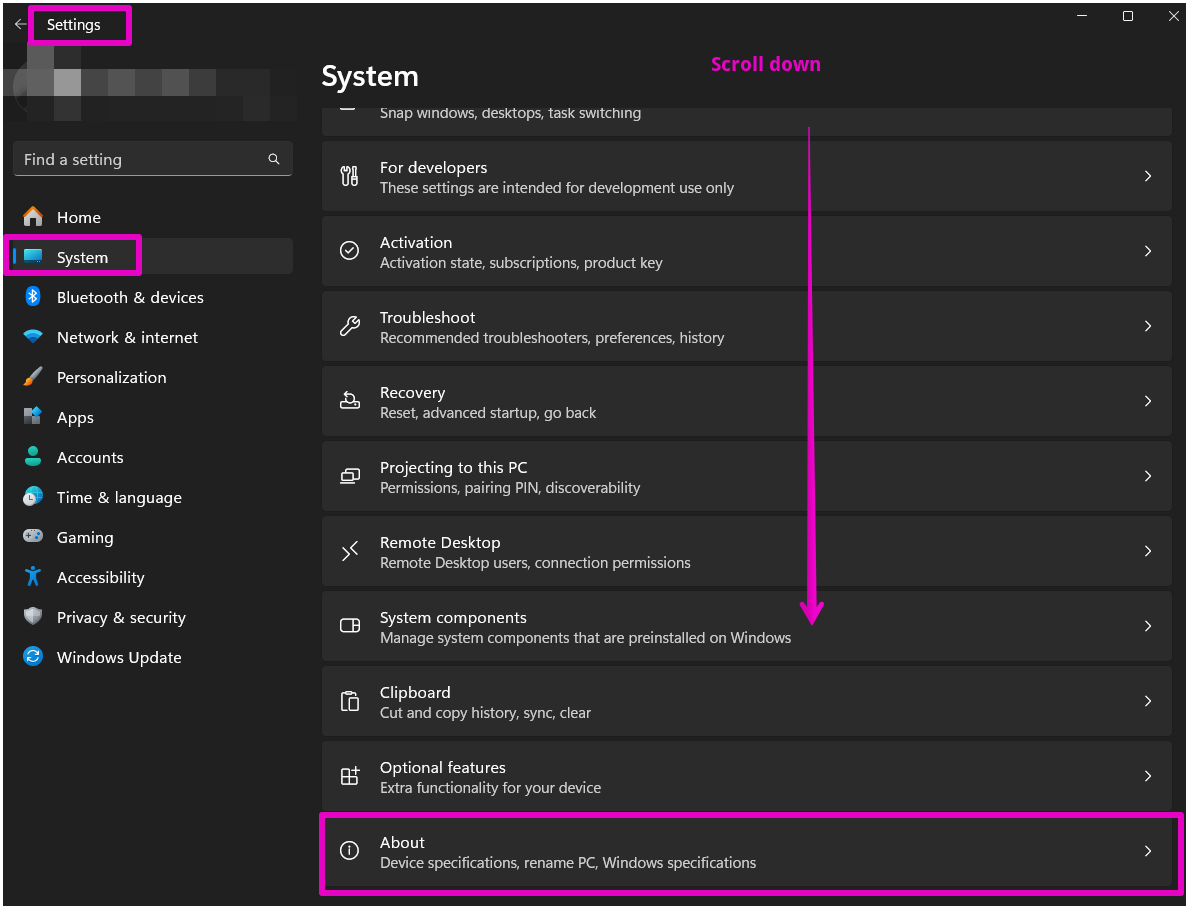 Settings
System
Scroll down
Snap windows, desktops, task switching
Find a setting
Home
System
Bluetooth & devices
Network & internet
Personalization
Apps
Accounts
Time & language
Gaming
Accessibility
Privacy & security
Windows Update
For developers
These settings are intended for development use only
Activation
Activation state, subscriptions, product key
Troubleshoot
Recommended troubleshooters, preferences, history
Recovery
Reset, advanced startup, go back
Projecting to this PC
Permissions, pairing PIN, discoverability
Remote Desktop
Remote Desktop users, connection permissions
System components
Manage system components that are preinstalled on Windows
Clipboard
Cut and copy history, sync, clear
Optional features
Extra functionality for your device
About
Device specifications, rename PC, Windows specifications